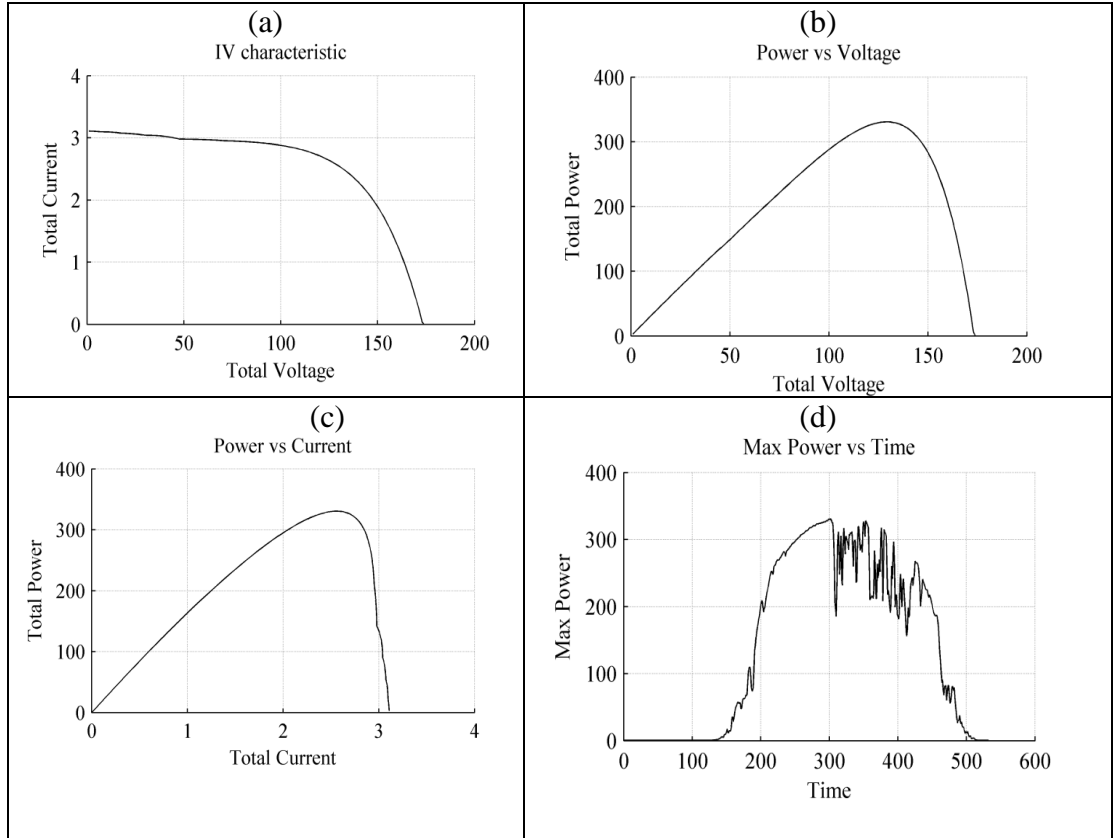 (a)
IV characteristic
4
3
2
1
0
Total Current
0 50 100 150 200
Total Voltage
(b)
Power vs Voltage
400
300
200
100
0
Total Power
0 50 100 150 200
Total Voltage
(c)
Power vs Current
400
300
200
100
0
Total Power
0 1 2 3 4
Total Current
(d)
Max Power vs Time
400
300
200
100
0
Max Power
0 100 200 300 400 500 600
Time